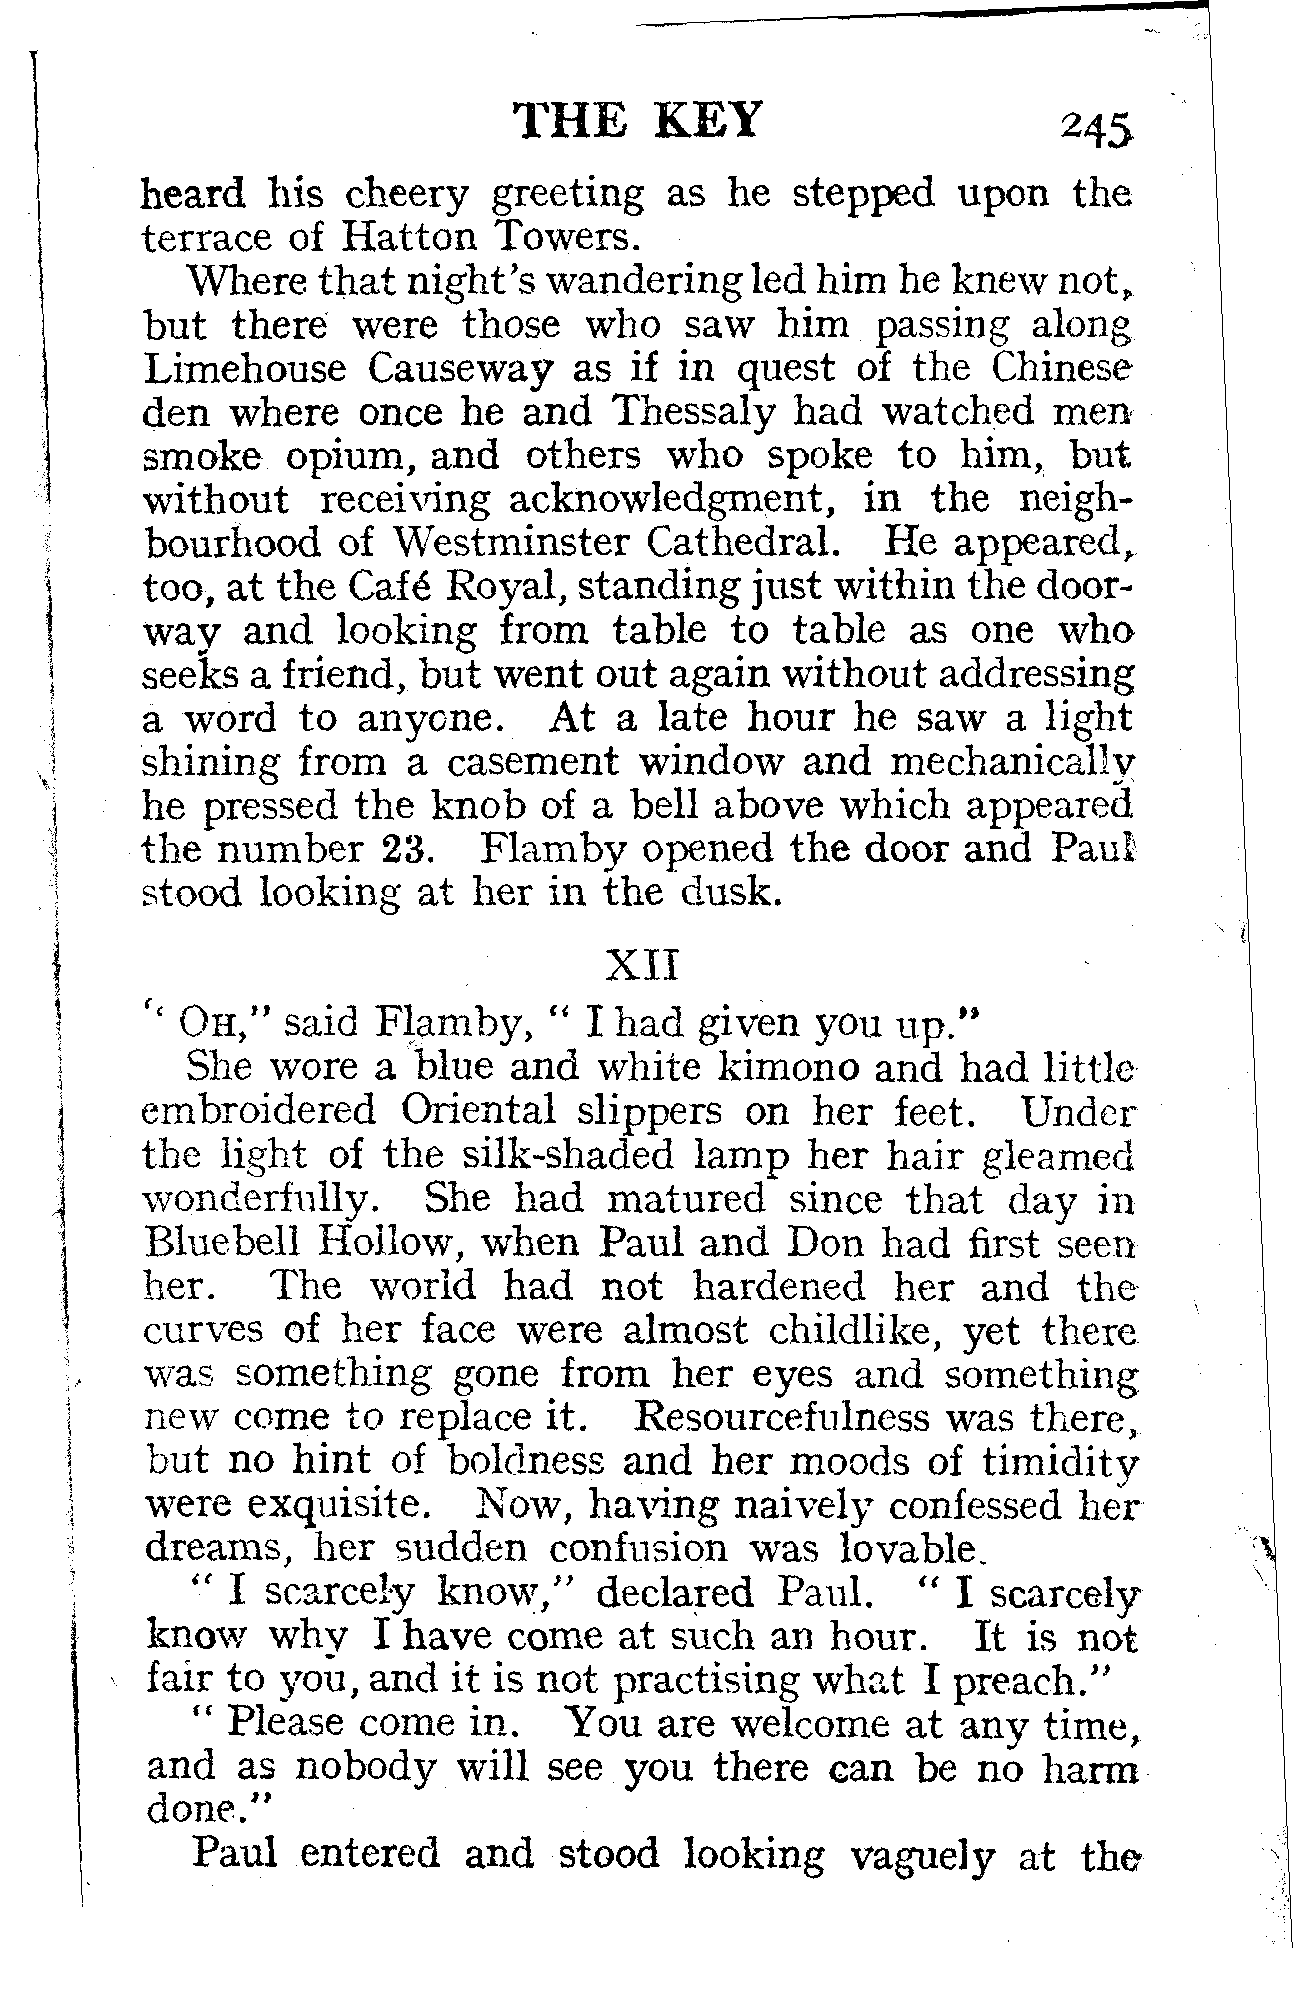 THE KEY 245
heard his cheery greeting as he stepped upon the
terrace of Hatton Towers.
Where that night's wandering led him he knew not,
but there were those who saw him passing along
Limehouse Causeway as if in quest of the Chinese
den where once he and Thessaly had watched men
smoke opium, and others who spoke to him, but
without receiving acknowledgment, in the neigh-
bourhood of Westminster Cathedral. He appeared,
too, at the Café Royal, standing just within the door-
way and looking from table to table as one who
seeks a friend, but went out again without addressing
a word to anyone. At a late hour he saw a light
shining from a casement window and mechanically
he pressed the knob of a bell above which appeared
the number 23. Flamby opened the door and Paul
stood looking at her in the dusk.
XII
" OH," said Flamby, " I had given you up."
She wore a blue and white kimono and had little
embroidered Oriental slippers on her feet. Under
the light of the silk-shaded lamp her hair gleamed
wonderfully. She had matured since that day in
Bluebell Hollow, when Paul and Don had first seen
her. The world had not hardened her and the
curves of her face were almost childlike, yet there
was something gone from her eyes and something
new come to replace it. Resourcefulness was there,
but no hint of boldness and her moods of timidity
were exquisite. Now, having naively confessed her
dreams, her sudden confusion was lovable.
" I scarcely know," declared Paul. " I scarcely
know why I have come at such an hour. It is not
fair to you, and it is not practising what I preach."
" Please come in. You are welcome at any time,
and as nobody will see you there can be no harm
done."
Paul entered and stood looking vaguely at the